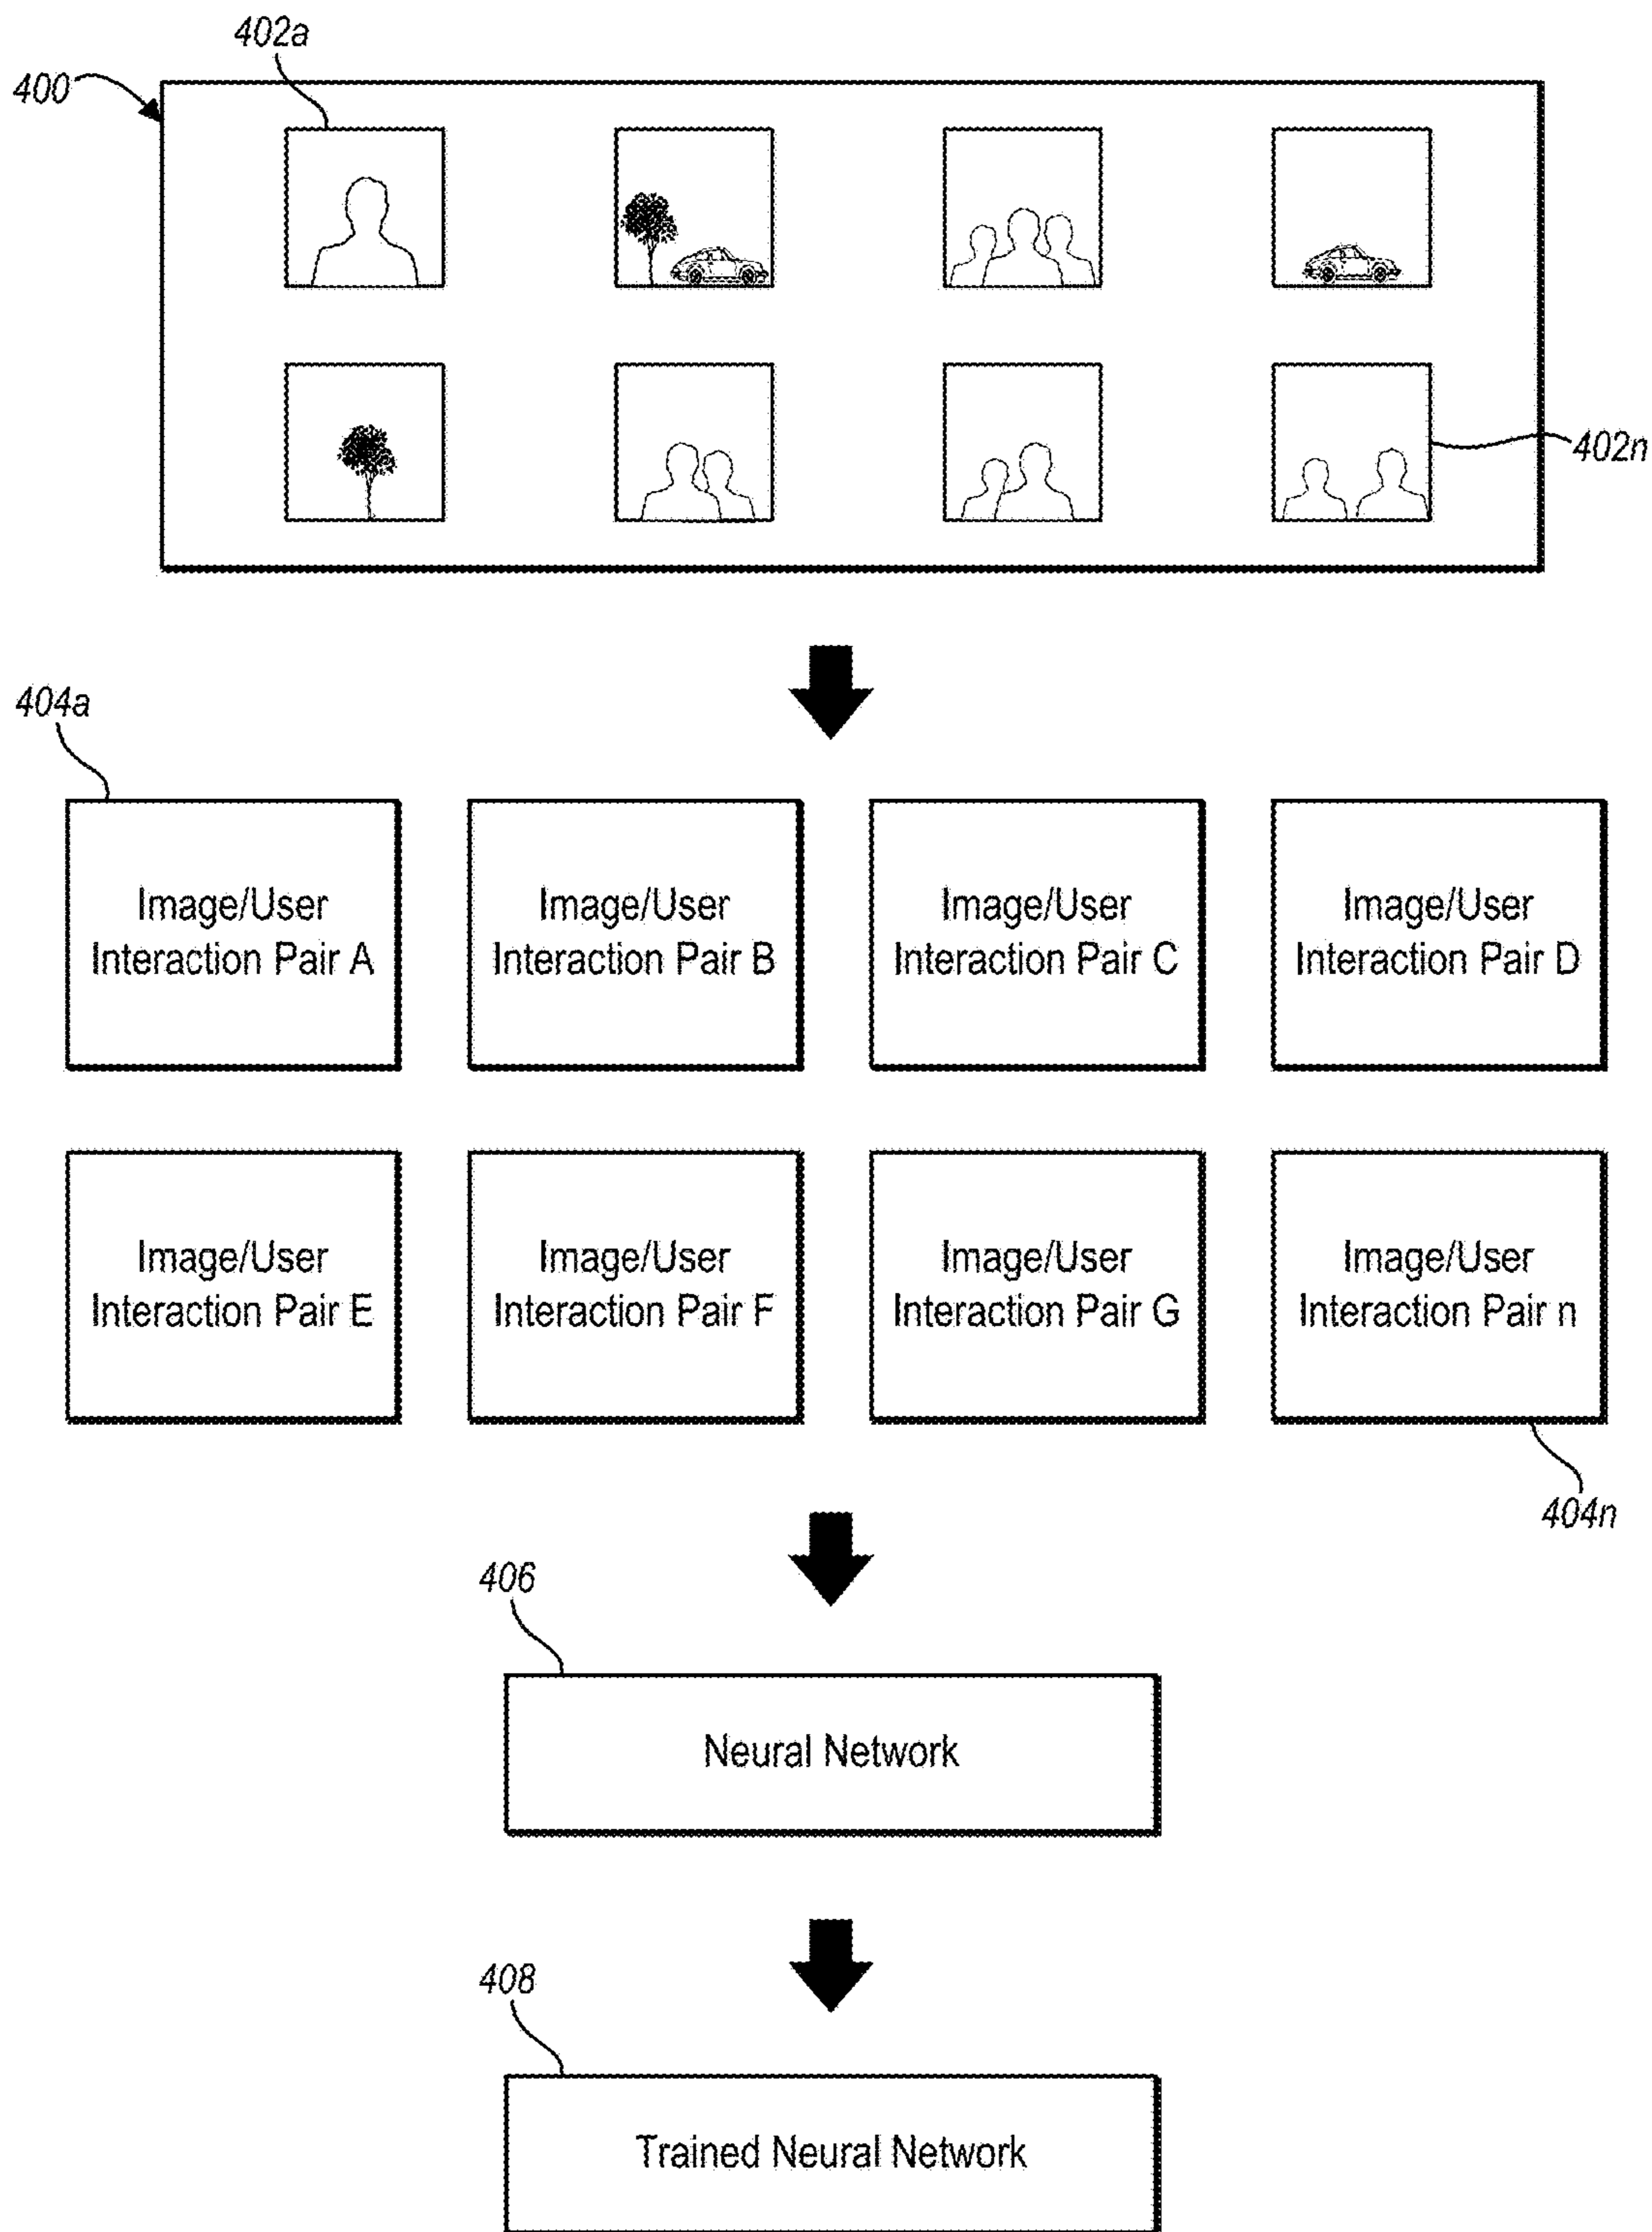 402a
400
402n
404a
Image/User
Interaction Pair A
Image/User
Interaction Pair B
Image/User
Interaction Pair C
Image/User
Interaction Pair D
Image/User
Interaction Pair E
Image/User
Interaction Pair F
Image/User
Interaction Pair G
Image/User
Interaction Pair n
404n
406
Neural Network
408
Trained Neural Network